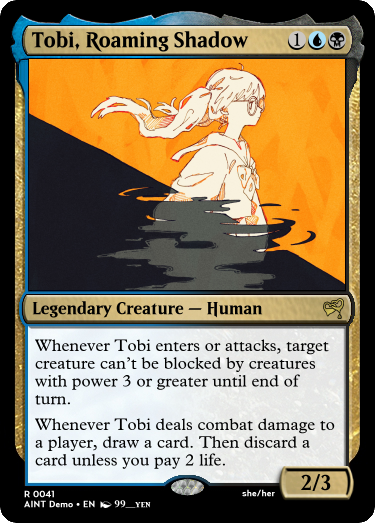 Tobi, Roaming Shadow 1
Legendary Creature — Human
Whenever Tobi enters or attacks, target
creature can't be blocked by creatures
with power 3 or greater until end of
turn.
Whenever Tobi deals combat damage to
a player, draw a card. Then discard a
card unless you pay 2 life.
2/3
R 0041 she/her
AINT Demo • EN 99__YEN